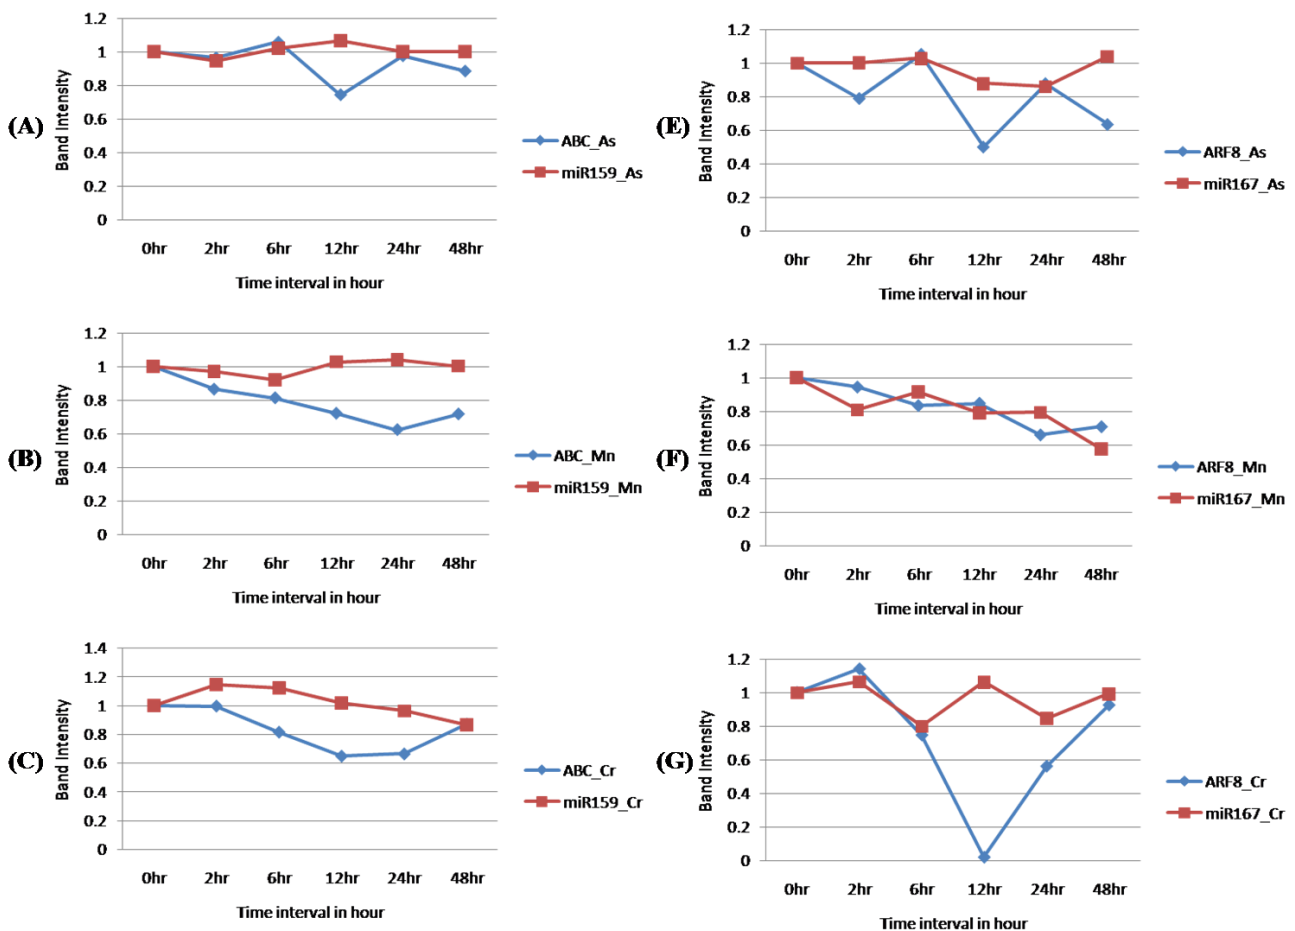 (A)
Band Intensity
1.2
1
0.8
0.6
0.4
0.2
0
0hr 2hr 6hr 12hr 24hr 48hr
Time interval in hour
ABC_As
miR159_As
(E)
Band Intensity
1.2
1
0.8
0.6
0.4
0.2
0
0hr 2hr 6hr 12hr 24hr 48hr
Time interval in hour
ARF8_As
miR167_As
(B)
Band Intensity
1.2
1
0.8
0.6
0.4
0.2
0
0hr 2hr 6hr 12hr 24hr 48hr
Time interval in hour
ABC_Mn
miR159_Mn
(F)
Band Intensity
1.2
1
0.8
0.6
0.4
0.2
0
0hr 2hr 6hr 12hr 24hr 48hr
Time interval in hour
ARF8_Mn
miR167_Mn
(C)
Band Intensity
1.4
1.2
1
0.8
0.6
0.4
0.2
0
0hr 2hr 6hr 12hr 24hr 48hr
Time interval in hour
ABC_Cr
miR159_Cr
(G)
Band Intensity
1.2
1
0.8
0.6
0.4
0.2
0
0hr 2hr 6hr 12hr 24hr 48hr
Time interval in hour
ARF8_Cr
miR167_Cr